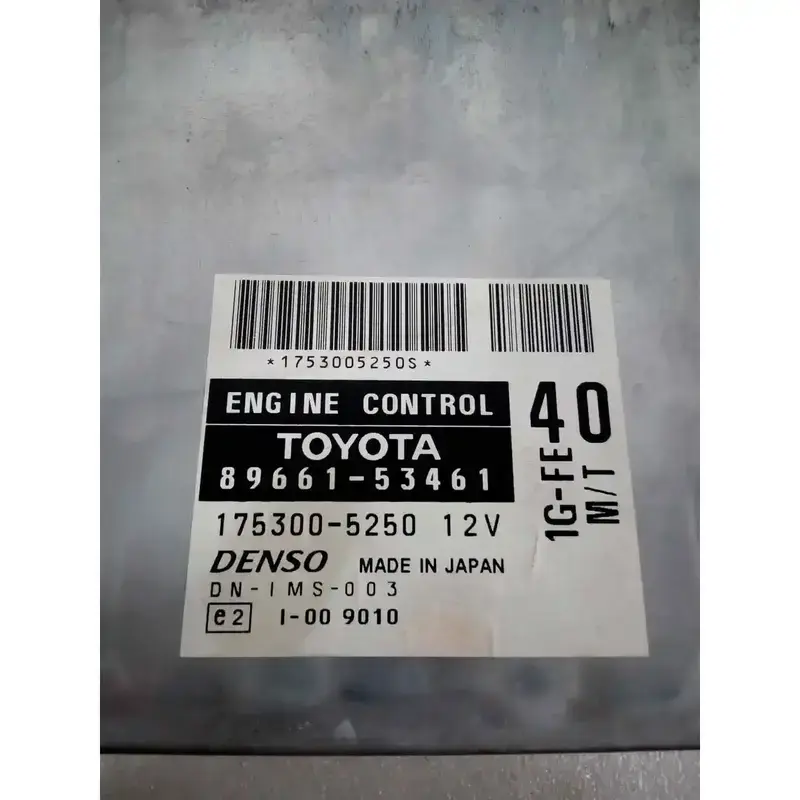 *1753005250S*
ENGINE CONTROL
TOYOTA
89661-53461
175300-5250 12V
DENSO MADE IN JAPAN
DN-IMS-003
e2 I-00 9010
40
1G-FE
M/T